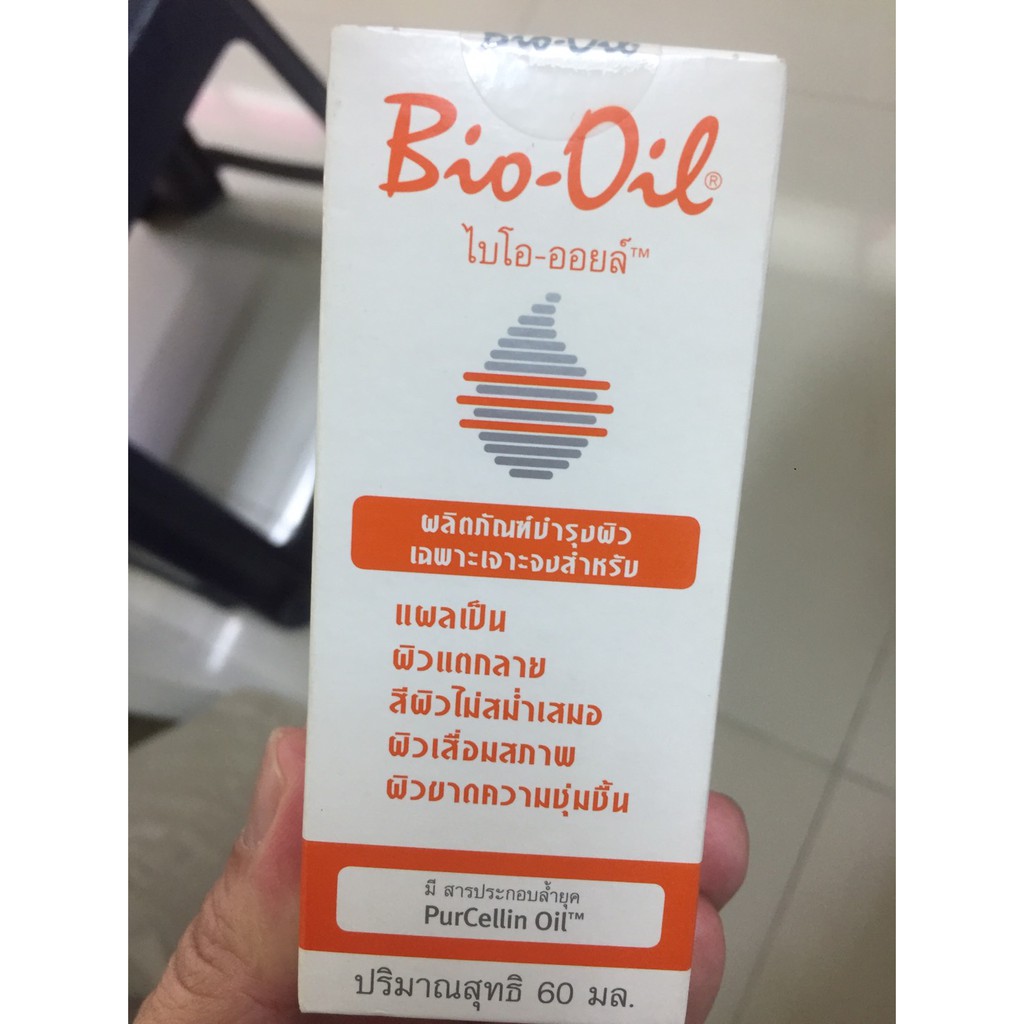 Bio-Oil
Bio-Oil®
ไบโอ-ออยล์™
ผลิตภัณฑ์บำรุงผิว
เฉพาะเจาะจงสำหรับ
แผลเป็น
ผิวแตกลาย
สีผิวไม่สม่ำเสมอ
ผิวเสื่อมสภาพ
ผิวขาดความชุ่มชื้น
มี สารประกอบล้ำยุค
PurCellin Oil™
ปริมาณสุทธิ 60 มล.